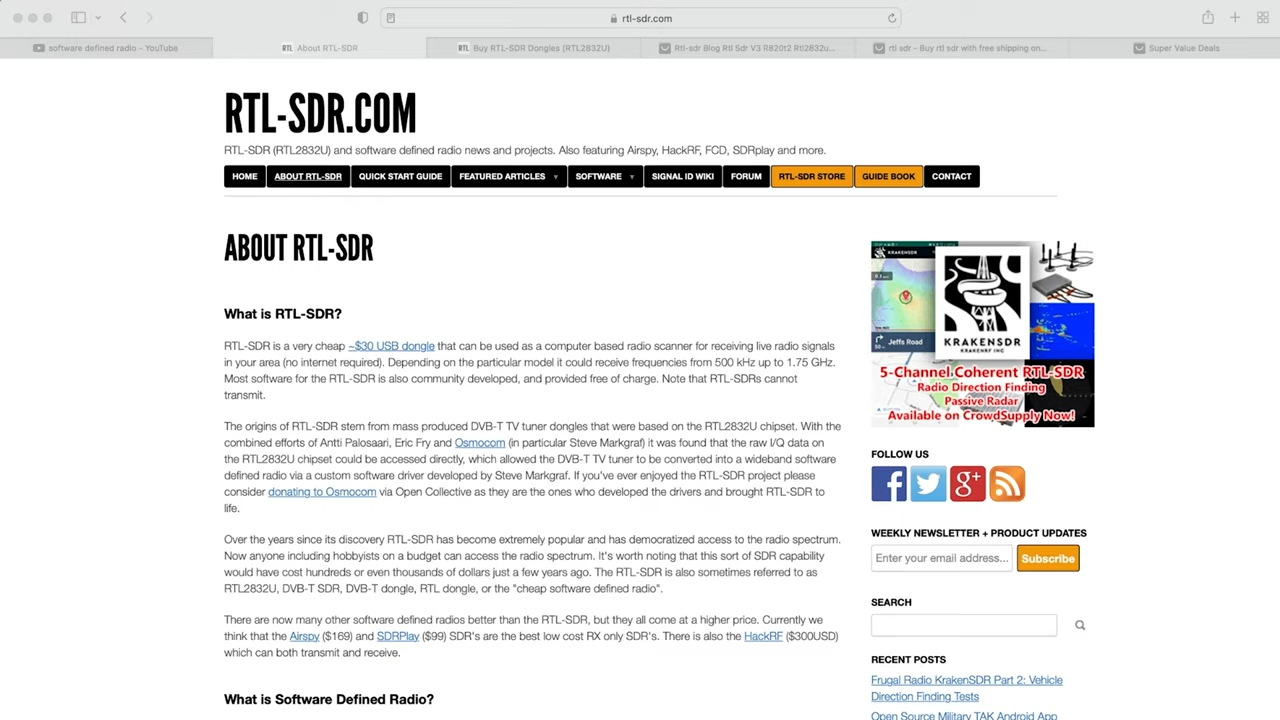 rtl-sdr.com
software defined radio - YouTube
RTL About RTL-SDR
RTL Buy RTL-SDR Dongles (RTL2832U)
Rtl-sdr Blog Rtl Sdr V3 R820t2 Rtl2832u...
rtl sdr – Buy rtl sdr with free shipping on...
Super Value Deals
RTL-SDR.COM
RTL-SDR (RTL2832U) and software defined radio news and projects. Also featuring Airspy, HackRF, FCD, SDRplay and more.
HOME ABOUT RTL-SDR QUICK START GUIDE FEATURED ARTICLES SOFTWARE SIGNAL ID WIKI FORUM RTL-SDR STORE GUIDE BOOK CONTACT
ABOUT RTL-SDR
What is RTL-SDR?
RTL-SDR is a very cheap ~$30 USB dongle that can be used as a computer based radio scanner for receiving live radio signals
in your area (no internet required). Depending on the particular model it could receive frequencies from 500 kHz up to 1.75 GHz.
Most software for the RTL-SDR is also community developed, and provided free of charge. Note that RTL-SDRs cannot
transmit.
The origins of RTL-SDR stem from mass produced DVB-T TV tuner dongles that were based on the RTL2832U chipset. With the
combined efforts of Antti Palosaari, Eric Fry and Osmocom (in particular Steve Markgraf) it was found that the raw I/Q data on
the RTL2832U chipset could be accessed directly, which allowed the DVB-T TV tuner to be converted into a wideband software
defined radio via a custom software driver developed by Steve Markgraf. If you've ever enjoyed the RTL-SDR project please
consider donating to Osmocom via Open Collective as they are the ones who developed the drivers and brought RTL-SDR to
life.
Over the years since its discovery RTL-SDR has become extremely popular and has democratized access to the radio spectrum.
Now anyone including hobbyists on a budget can access the radio spectrum. It's worth noting that this sort of SDR capability
would have cost hundreds or even thousands of dollars just a few years ago. The RTL-SDR is also sometimes referred to as
RTL2832U, DVB-T SDR, DVB-T dongle, RTL dongle, or the "cheap software defined radio".
There are now many other software defined radios better than the RTL-SDR, but they all come at a higher price. Currently we
think that the Airspy ($169) and SDRPlay ($99) SDR's are the best low cost RX only SDR's. There is also the HackRF ($300USD)
which can both transmit and receive.
What is Software Defined Radio?
KRAKENSDR
Jeffs Road
KRAKENSDR
KRAKENRF INC
5-Channel Coherent RTL-SDR
Radio Direction Finding
Passive Radar
Available on CrowdSupply Now!
FOLLOW US
WEEKLY NEWSLETTER + PRODUCT UPDATES
Enter your email address... Subscribe
SEARCH
RECENT POSTS
Frugal Radio KrakenSDR Part 2: Vehicle
Direction Finding Tests
Open Source Military TAK Android App